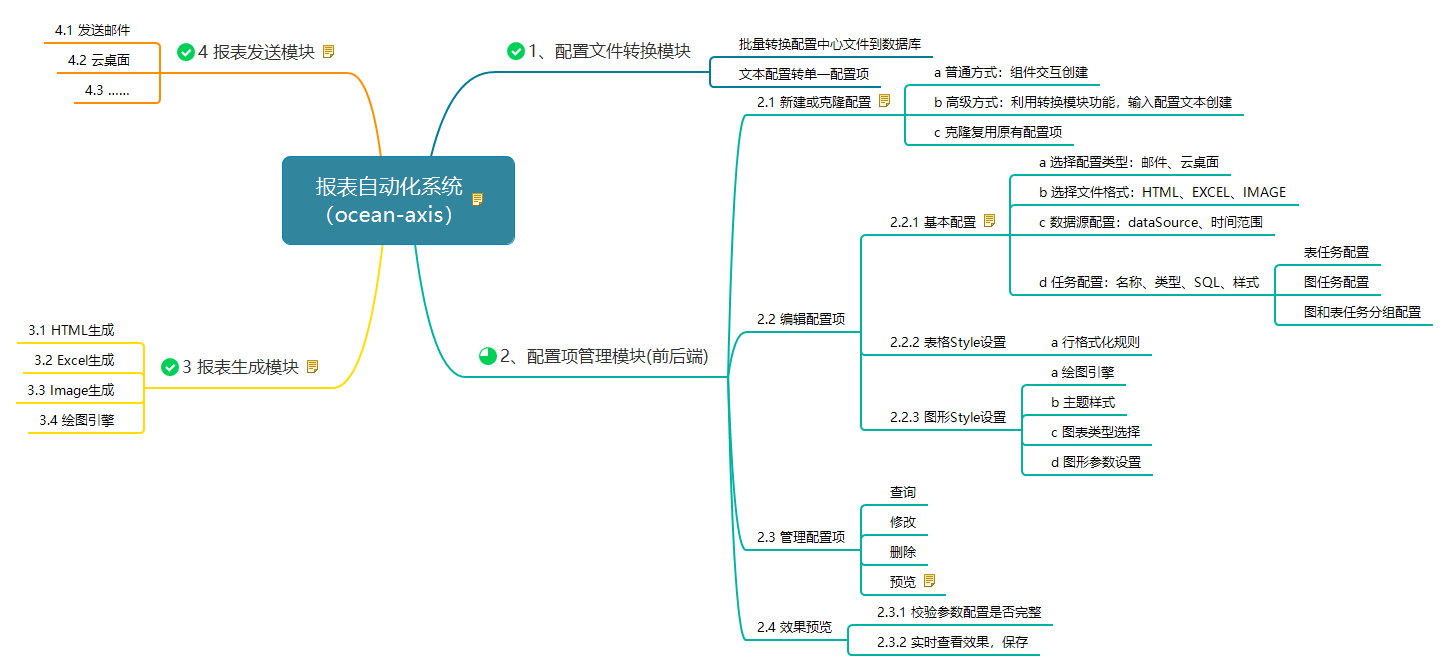 报表自动化系统
（ocean-axis）
1、配置文件转换模块
批量转换配置中心文件到数据库
文本配置转单一配置项
2、配置项管理模块(前后端)
2.1 新建或克隆配置
a 普通方式：组件交互创建
b 高级方式：利用转换模块功能，输入配置文本创建
c 克隆复用原有配置项
2.2 编辑配置项
2.2.1 基本配置
a 选择配置类型：邮件、云桌面
b 选择文件格式：HTML、EXCEL、IMAGE
c 数据源配置：dataSource、时间范围
d 任务配置：名称、类型、SQL、样式
表任务配置
图任务配置
图和表任务分组配置
2.2.2 表格Style设置
a 行格式化规则
2.2.3 图形Style设置
a 绘图引擎
b 主题样式
c 图表类型选择
d 图形参数设置
2.3 管理配置项
查询
修改
删除
预览
2.4 效果预览
2.3.1 校验参数配置是否完整
2.3.2 实时查看效果，保存
3 报表生成模块
3.1 HTML生成
3.2 Excel生成
3.3 Image生成
3.4 绘图引擎
4 报表发送模块
4.1 发送邮件
4.2 云桌面
4.3 ......